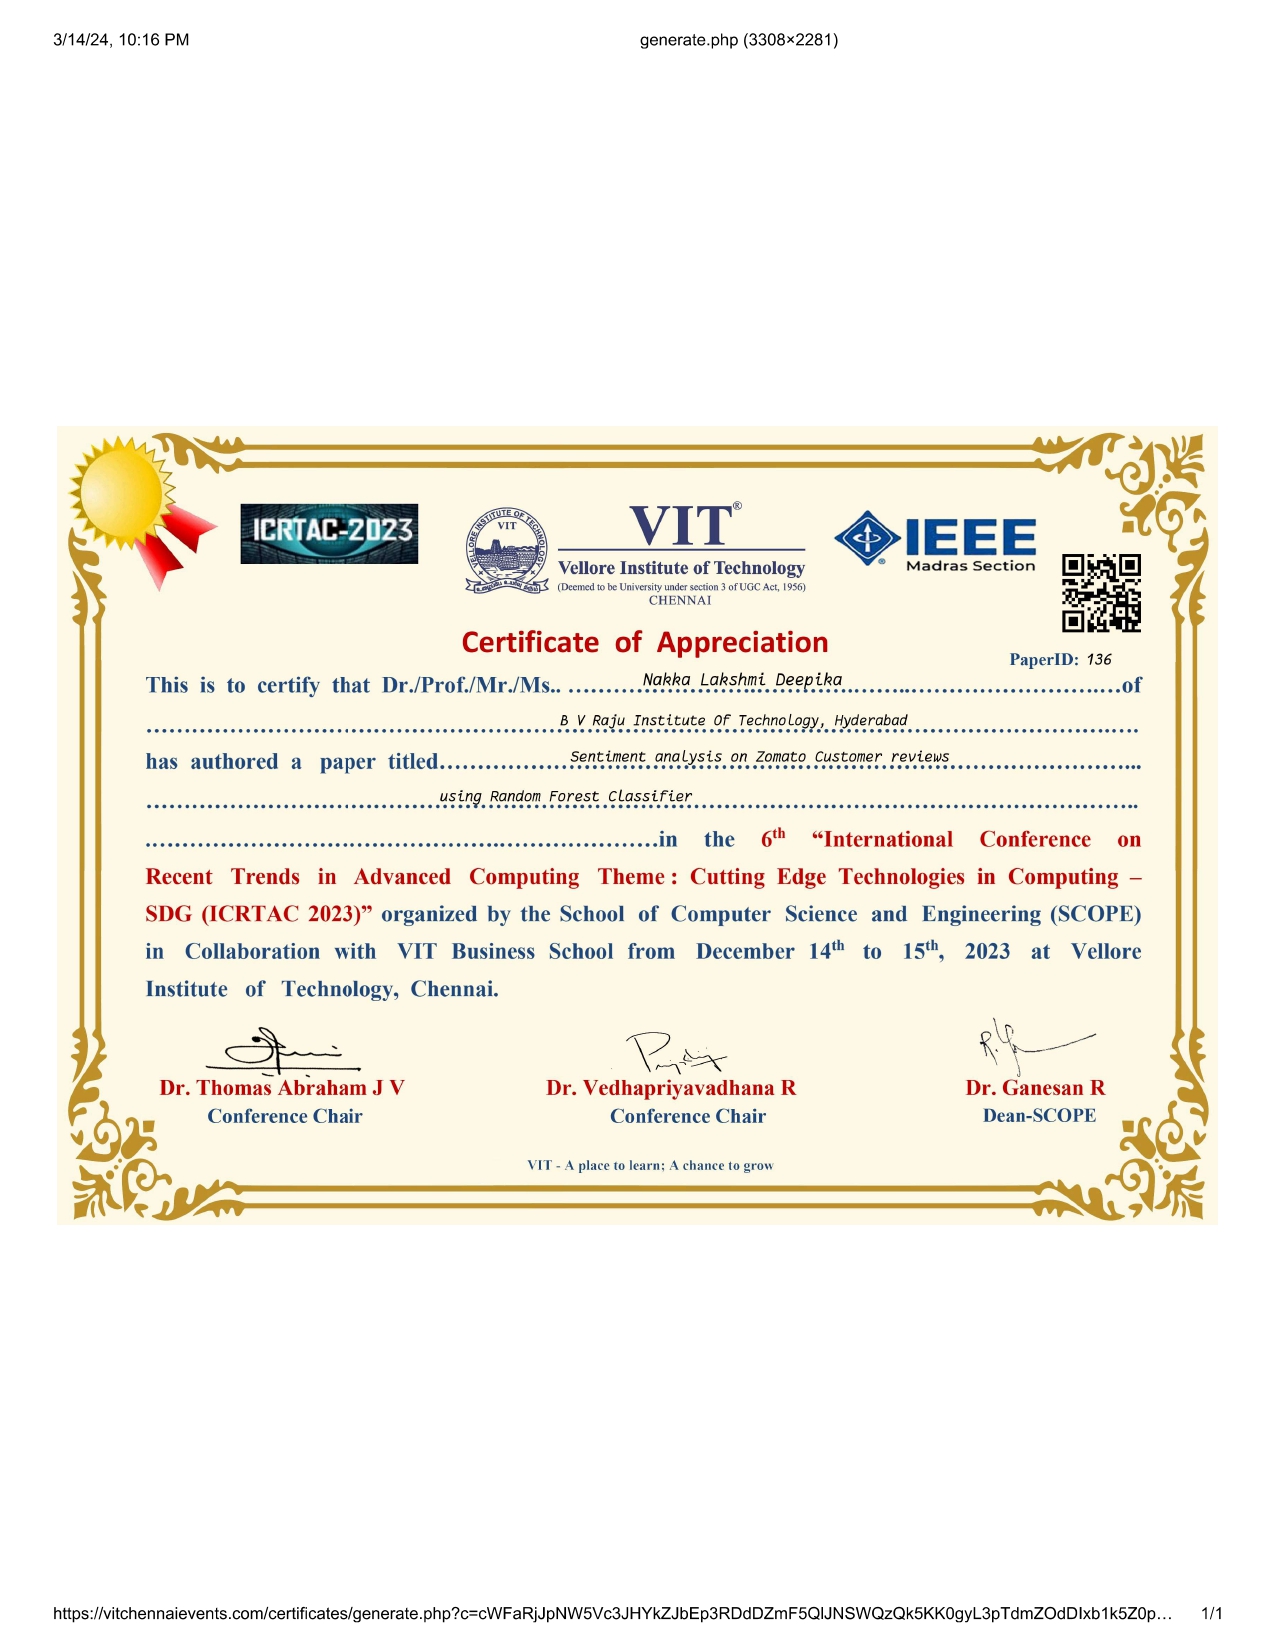 3/14/24, 10:16 PM
generate.php (3308×2281)
ICRTAC-2023
VELLORE INSTITUTE OF TECHNOLOGY
VIT
VIT®
Vellore Institute of Technology
(Deemed to be University under section 3 of UGC Act, 1956)
CHENNAI
IEEE
Madras Section
Certificate of Appreciation
PaperID: 136
This is to certify that Dr./Prof./Mr./Ms.. ………Nakka Lakshmi Deepika……………………………of
……………………………………B V Raju Institute Of Technology, Hyderabad……………………………
has authored a paper titled……………Sentiment analysis on Zomato Customer reviews……………………...
……………………………using Random Forest Classifier……………………………………………..
…………………………………..…………………in the 6th “International Conference on
Recent Trends in Advanced Computing Theme : Cutting Edge Technologies in Computing –
SDG (ICRTAC 2023)” organized by the School of Computer Science and Engineering (SCOPE)
in Collaboration with VIT Business School from December 14th to 15th, 2023 at Vellore
Institute of Technology, Chennai.
Dr. Thomas Abraham J V
Conference Chair
Dr. Vedhapriyavadhana R
Conference Chair
Dr. Ganesan R
Dean-SCOPE
VIT - A place to learn; A chance to grow
https://vitchennaievents.com/certificates/generate.php?c=cWFaRjJpNW5Vc3JHYkZJbEp3RDdDZmF5QlJNSWQzQk5KK0gyL3pTdmZOdDIxb1k5Z0p… 1/1